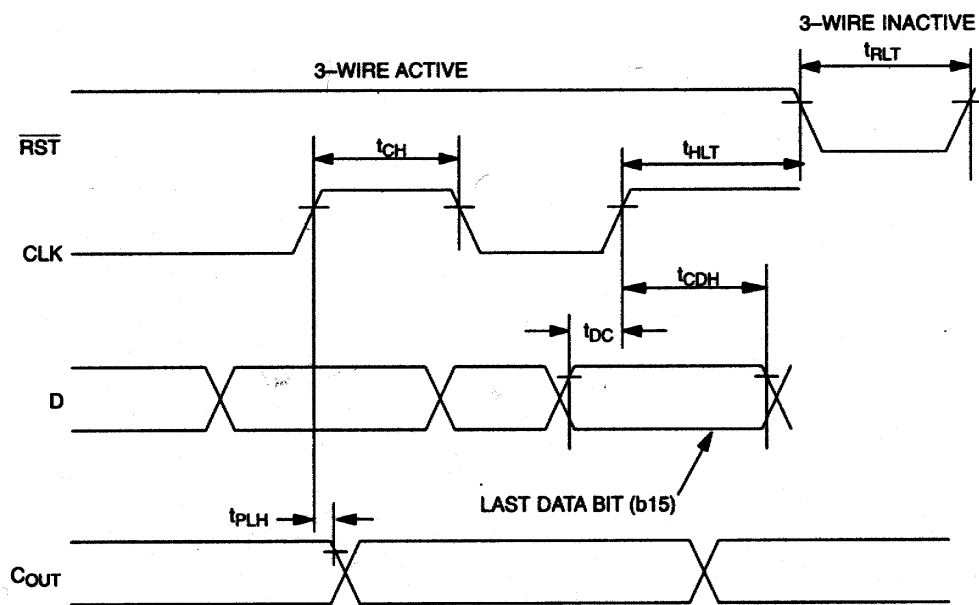 3–WIRE INACTIVE
tRLT
3–WIRE ACTIVE
RST
tCH
tHLT
CLK
tCDH
tDC
D
LAST DATA BIT (b15)
tPLH
COUT